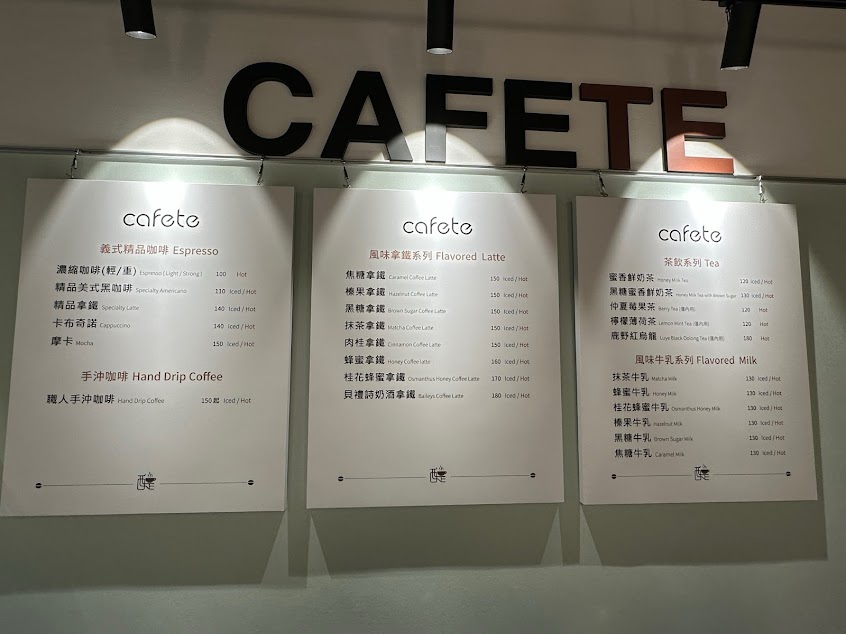 CAFETE
cafete
義式精品咖啡 Espresso
濃縮咖啡(輕/重) Espresso (Light / Strong) 100 Hot
精品美式黑咖啡 Specialty Americano 110 Iced / Hot
精品拿鐵 Specialty Latte 140 Iced / Hot
卡布奇諾 Cappuccino 140 Iced / Hot
摩卡 Mocha 150 Iced / Hot
手沖咖啡 Hand Drip Coffee
職人手沖咖啡 Hand Drip Coffee 150 起 Iced / Hot
cafete
風味拿鐵系列 Flavored Latte
焦糖拿鐵 Caramel Coffee Latte 150 Iced / Hot
榛果拿鐵 Hazelnut Coffee Latte 150 Iced / Hot
黑糖拿鐵 Brown Sugar Coffee Latte 150 Iced / Hot
抹茶拿鐵 Matcha Coffee Latte 150 Iced / Hot
肉桂拿鐵 Cinnamon Coffee Latte 150 Iced / Hot
蜂蜜拿鐵 Honey Coffee Latte 160 Iced / Hot
桂花蜂蜜拿鐵 Osmanthus Honey Coffee Latte 170 Iced / Hot
貝禮詩奶酒拿鐵 Baileys Coffee Latte 180 Iced / Hot
cafete
茶飲系列 Tea
蜜香鮮奶茶 Honey Milk Tea 120 Iced / Hot
黑糖蜜香鮮奶茶 Honey Milk Tea with Brown Sugar 130 Iced / Hot
仲夏莓果茶 Berry Tea (僅內用) 120 Hot
檸檬薄荷茶 Lemon Mint Tea (僅內用) 120 Hot
鹿野紅烏龍 Luye Black Oolong Tea (僅內用) 160 Hot
風味牛乳系列 Flavored Milk
抹茶牛乳 Matcha Milk 130 Iced / Hot
蜂蜜牛乳 Honey Milk 130 Iced / Hot
桂花蜂蜜牛乳 Osmanthus Honey Milk 130 Iced / Hot
榛果牛乳 Hazelnut Milk 130 Iced / Hot
黑糖牛乳 Brown Sugar Milk 130 Iced / Hot
焦糖牛乳 Caramel Milk 130 Iced / Hot